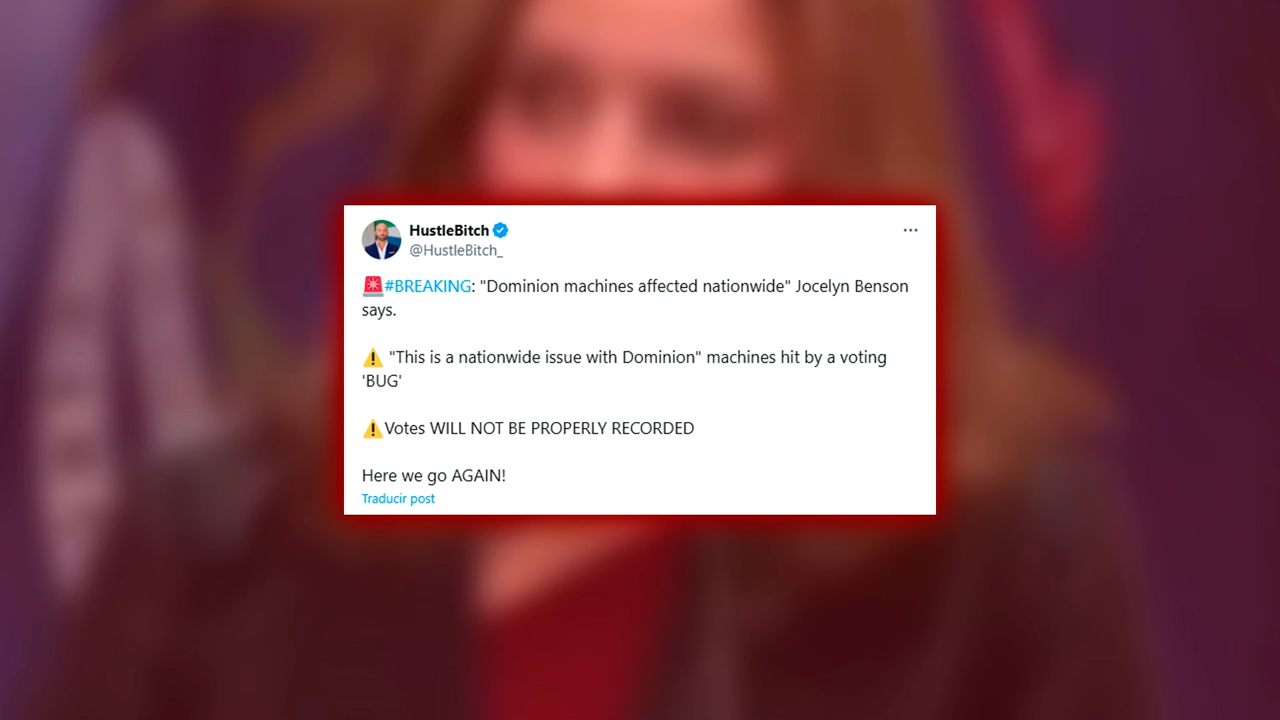 HustleBitch
@HustleBitch_
🚨#BREAKING: "Dominion machines affected nationwide" Jocelyn Benson
says.
⚠️ "This is a nationwide issue with Dominion" machines hit by a voting
'BUG'
⚠️Votes WILL NOT BE PROPERLY RECORDED
Here we go AGAIN!
Traducir post